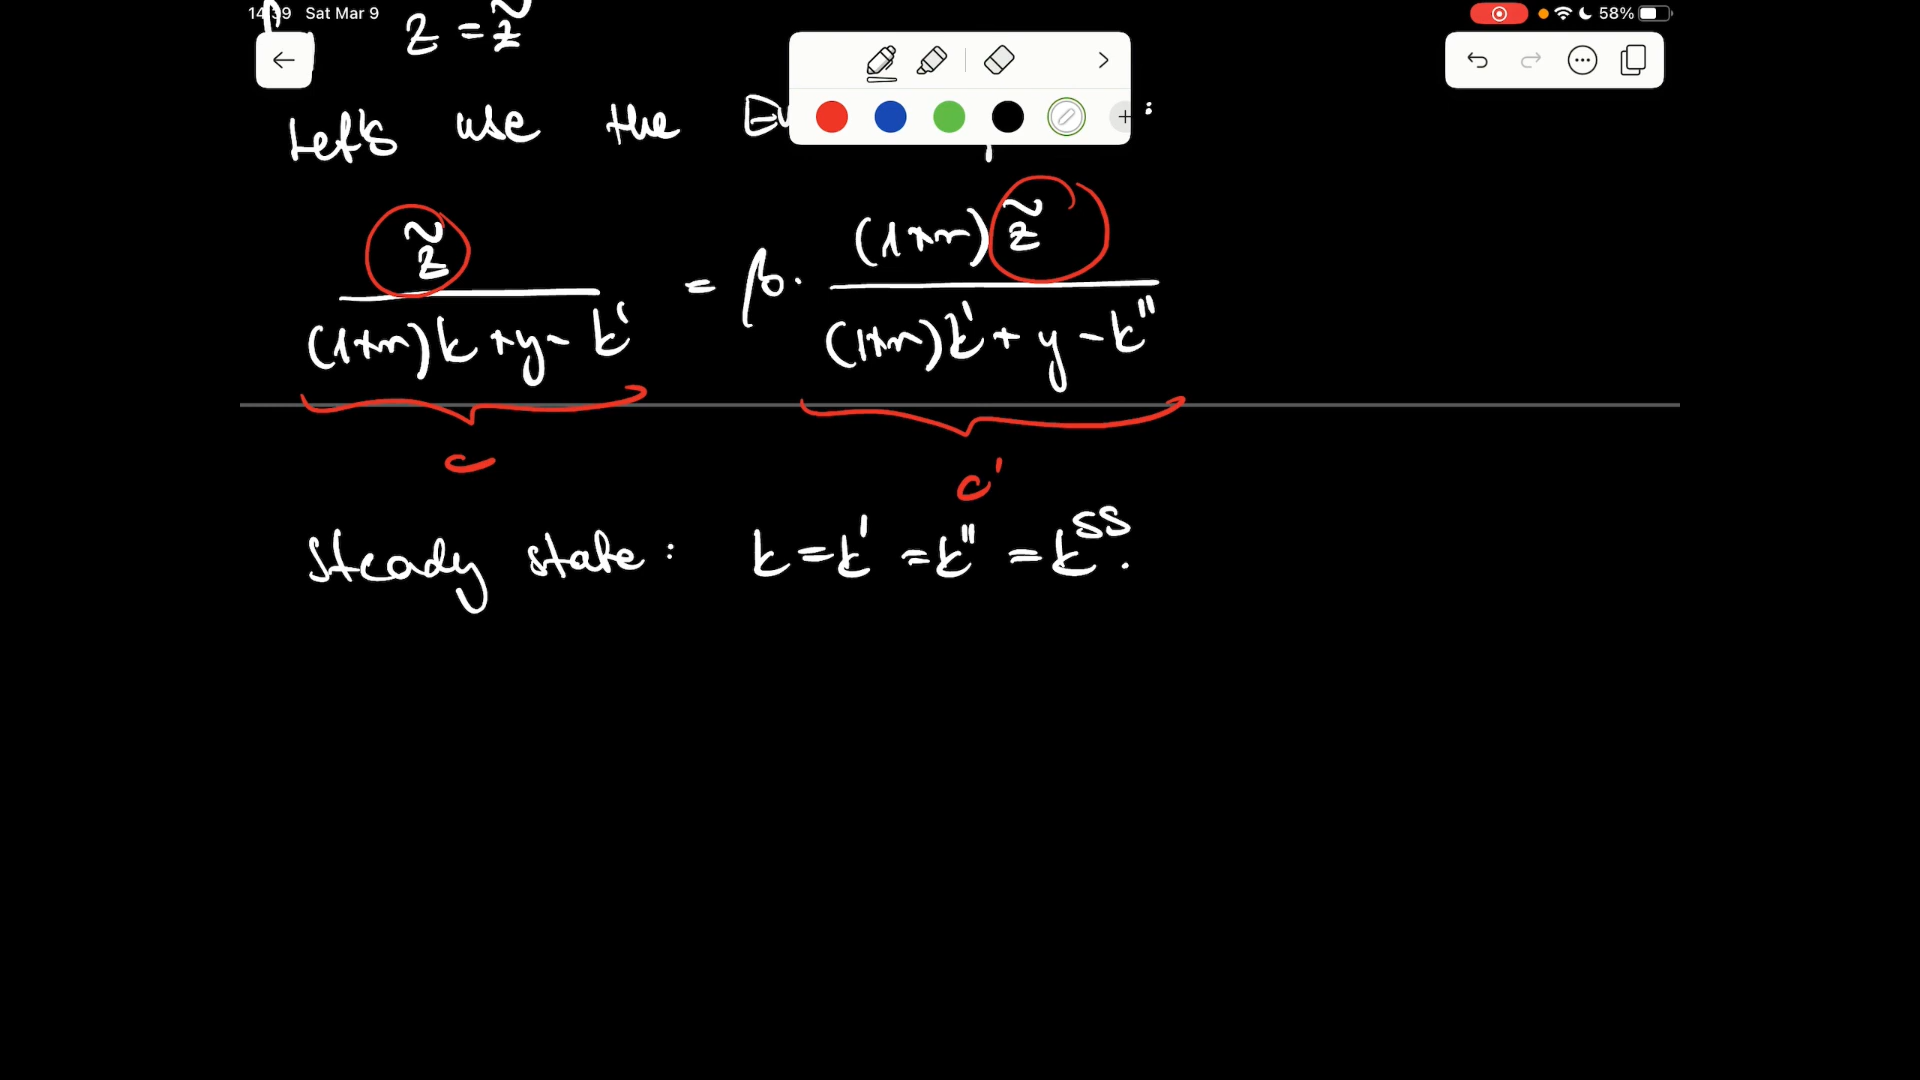 14:39 Sat Mar 9
58%
z = z̃
Let's use the :
z̃ / ((1+r)k + y - k') = β · (1+r) z̃ / ((1+r)k' + y - k'')
c
c'
Steady state: k = k' = k'' = k^SS.